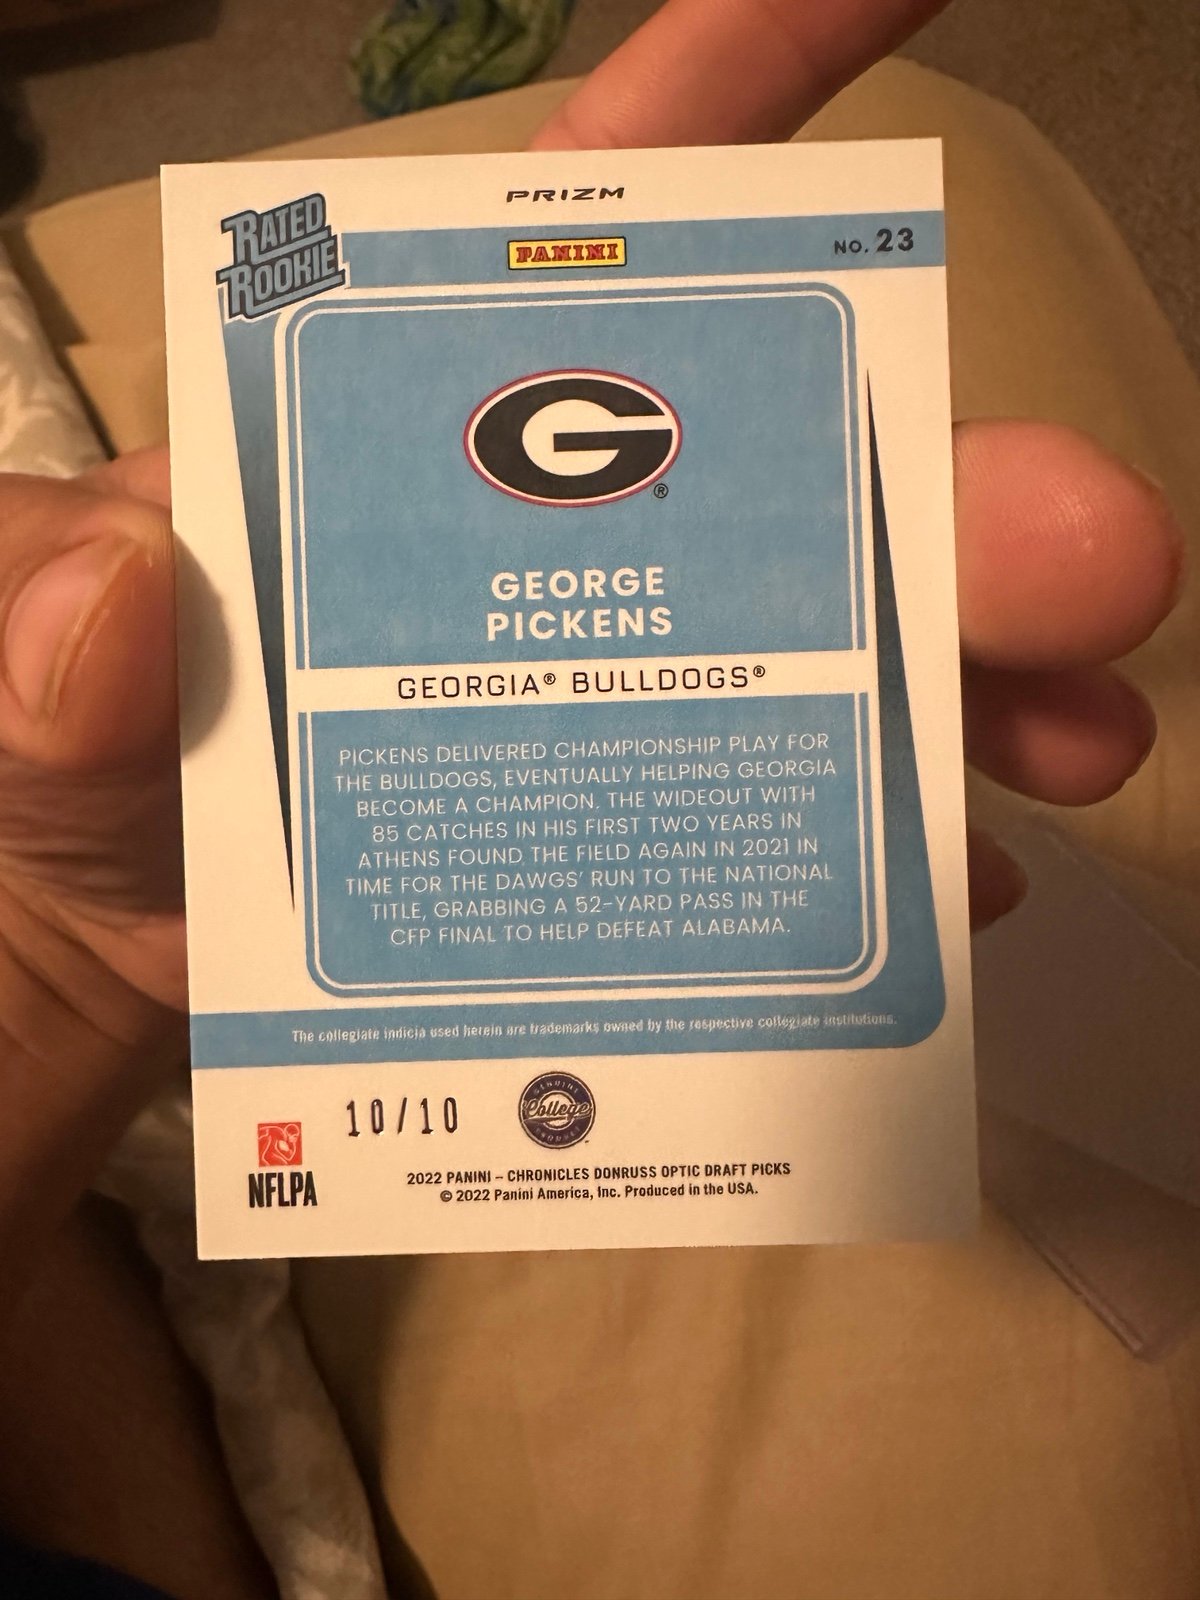 PRIZM
RATED
ROOKIE
PANINI
NO. 23
G
®
GEORGE
PICKENS
GEORGIA® BULLDOGS®
PICKENS DELIVERED CHAMPIONSHIP PLAY FOR
THE BULLDOGS, EVENTUALLY HELPING GEORGIA
BECOME A CHAMPION. THE WIDEOUT WITH
85 CATCHES IN HIS FIRST TWO YEARS IN
ATHENS FOUND THE FIELD AGAIN IN 2021 IN
TIME FOR THE DAWGS' RUN TO THE NATIONAL
TITLE, GRABBING A 52-YARD PASS IN THE
CFP FINAL TO HELP DEFEAT ALABAMA.
The collegiate indicia used herein are trademarks owned by the respective collegiate institutions.
10/10
GENUINE
College
PRODUCT
NFLPA
2022 PANINI – CHRONICLES DONRUSS OPTIC DRAFT PICKS
© 2022 Panini America, Inc. Produced in the USA.